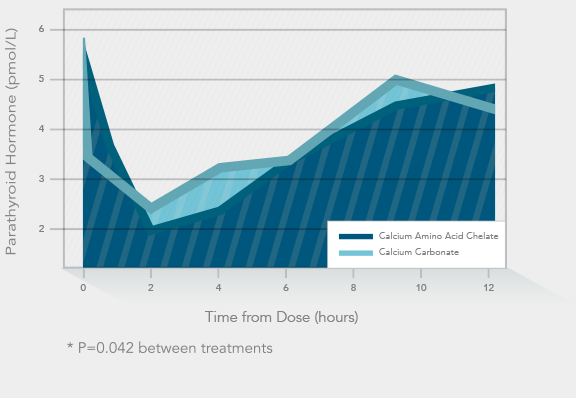 Parathyroid Hormone (pmol/L)
6
5
4
3
2
Calcium Amino Acid Chelate
Calcium Carbonate
0 2 4 6 8 10 12
Time from Dose (hours)
* P=0.042 between treatments